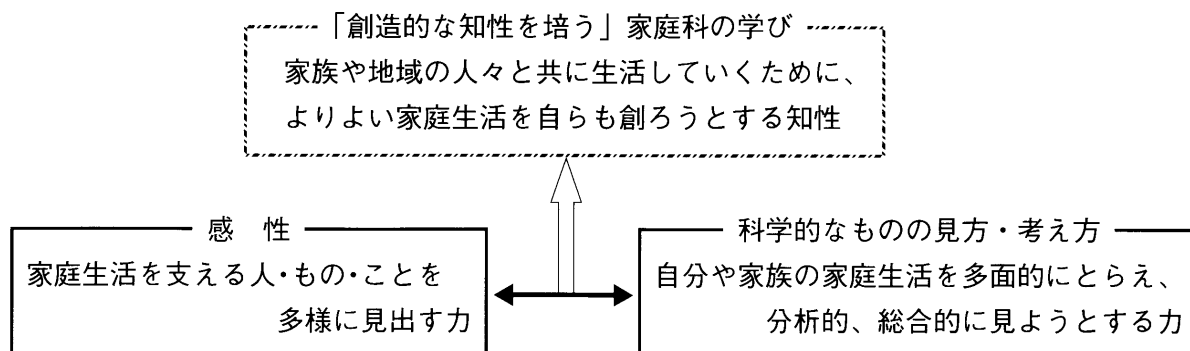 「創造的な知性を培う」家庭科の学び
家族や地域の人々と共に生活していくために、
よりよい家庭生活を自らも創ろうとする知性
感 性
家庭生活を支える人・もの・ことを
多様に見出す力
科学的なものの見方・考え方
自分や家族の家庭生活を多面的にとらえ、
分析的、総合的に見ようとする力